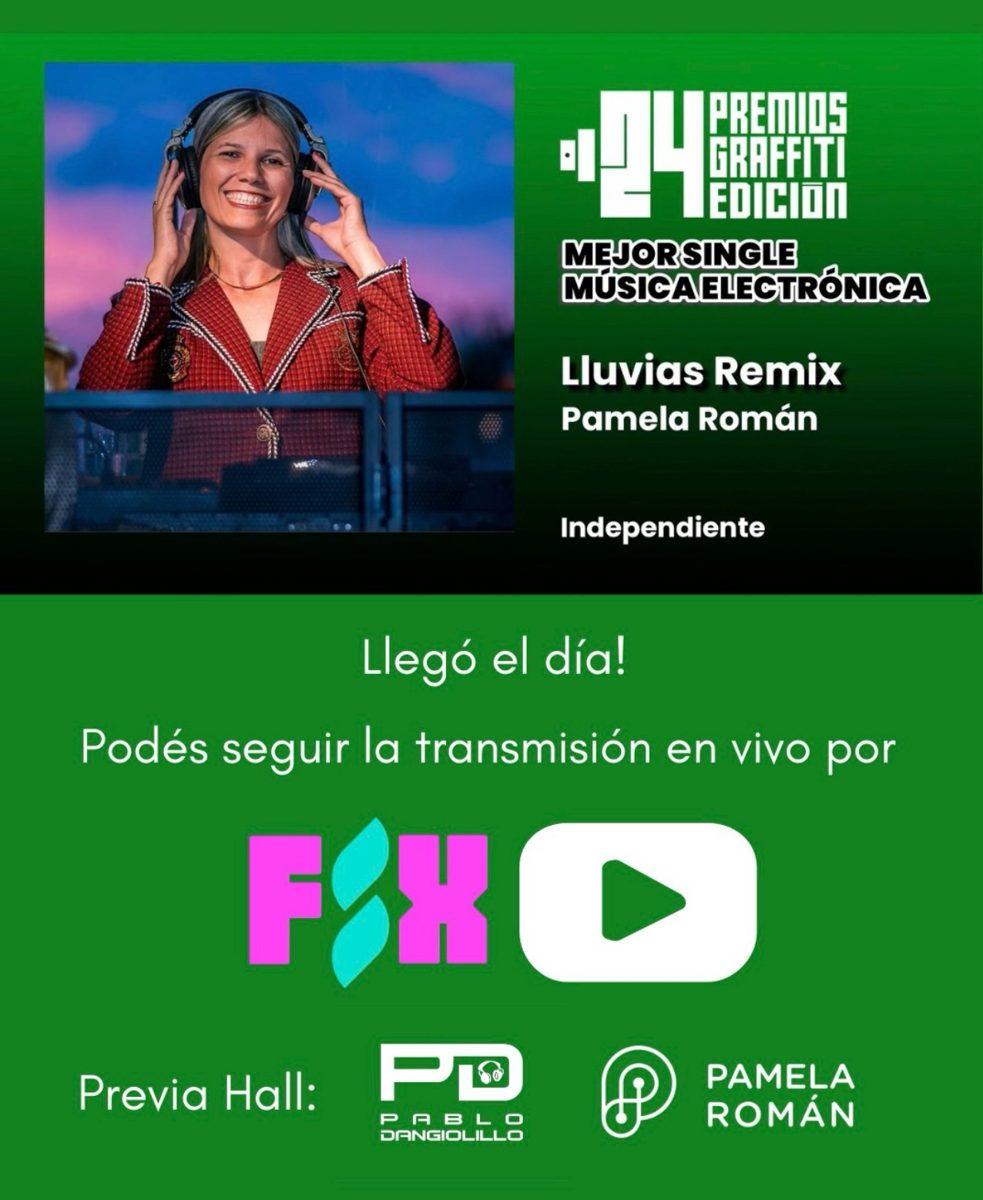 24 PREMIOS
GRAFFITI
EDICIÓN
MEJOR SINGLE
MÚSICA ELECTRÓNICA
Lluvias Remix
Pamela Román
Independiente
Llegó el día!
Podés seguir la transmisión en vivo por
FIX
Previa Hall:
PD
PABLO
DANGIOLILLO
PAMELA
ROMÁN